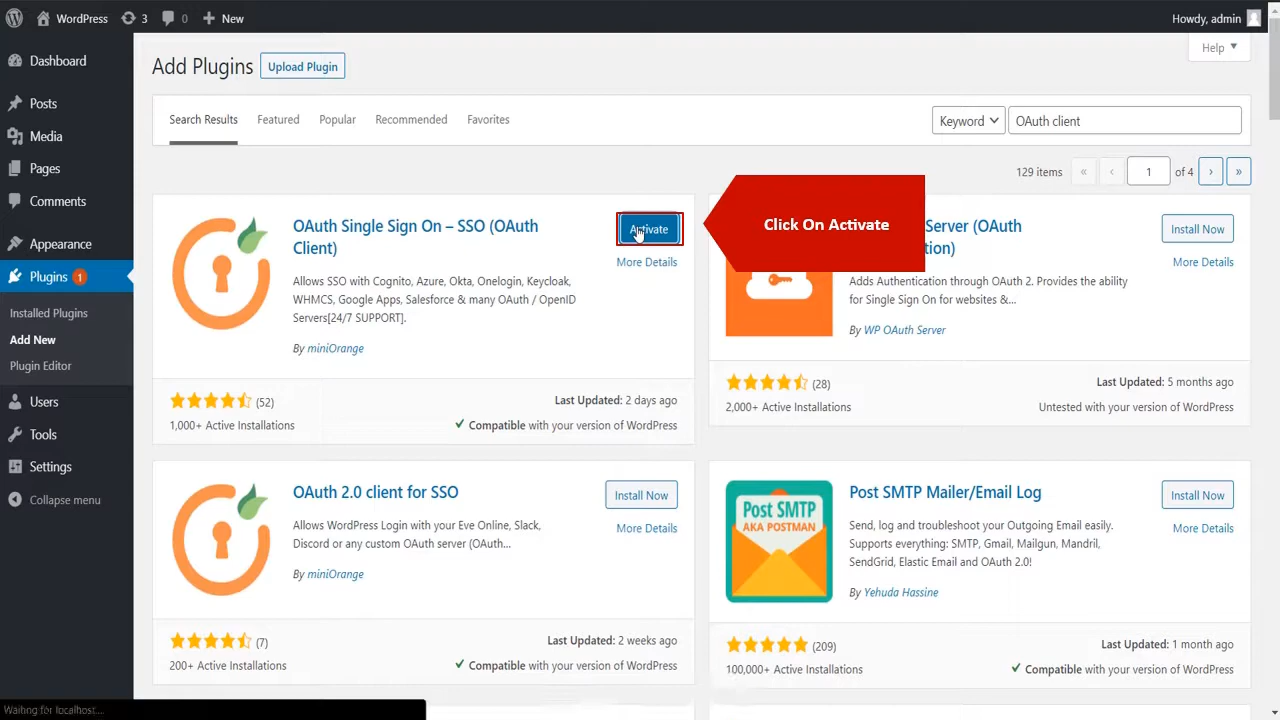 WordPress 3 0 New Howdy, admin
Dashboard
Posts
Media
Pages
Comments
Appearance
Plugins 1
Installed Plugins
Add New
Plugin Editor
Users
Tools
Settings
Collapse menu
Help
Add Plugins Upload Plugin
Search Results Featured Popular Recommended Favorites Keyword OAuth client
129 items « ‹ 1 of 4 › »
OAuth Single Sign On – SSO (OAuth
Client)
Activate
More Details
Allows SSO with Cognito, Azure, Okta, Onelogin, Keycloak,
WHMCS, Google Apps, Salesforce & many OAuth / OpenID
Servers[24/7 SUPPORT].
By miniOrange
(52)
1,000+ Active Installations
Last Updated: 2 days ago
Compatible with your version of WordPress
Click On Activate
Server (OAuth
Install Now
More Details
Adds Authentication through OAuth 2. Provides the ability
for Single Sign On for websites &...
By WP OAuth Server
(28)
2,000+ Active Installations
Last Updated: 5 months ago
Untested with your version of WordPress
OAuth 2.0 client for SSO
Install Now
More Details
Allows WordPress Login with your Eve Online, Slack,
Discord or any custom OAuth server (OAuth...
By miniOrange
(7)
200+ Active Installations
Last Updated: 2 weeks ago
Compatible with your version of WordPress
Post SMTP
AKA POSTMAN
Post SMTP Mailer/Email Log
Install Now
More Details
Send, log and troubleshoot your Outgoing Email easily.
Supports everything: SMTP, Gmail, Mailgun, Mandril,
SendGrid, Elastic Email and OAuth 2.0!
By Yehuda Hassine
(209)
100,000+ Active Installations
Last Updated: 1 month ago
Compatible with your version of WordPress
Waiting for localhost...